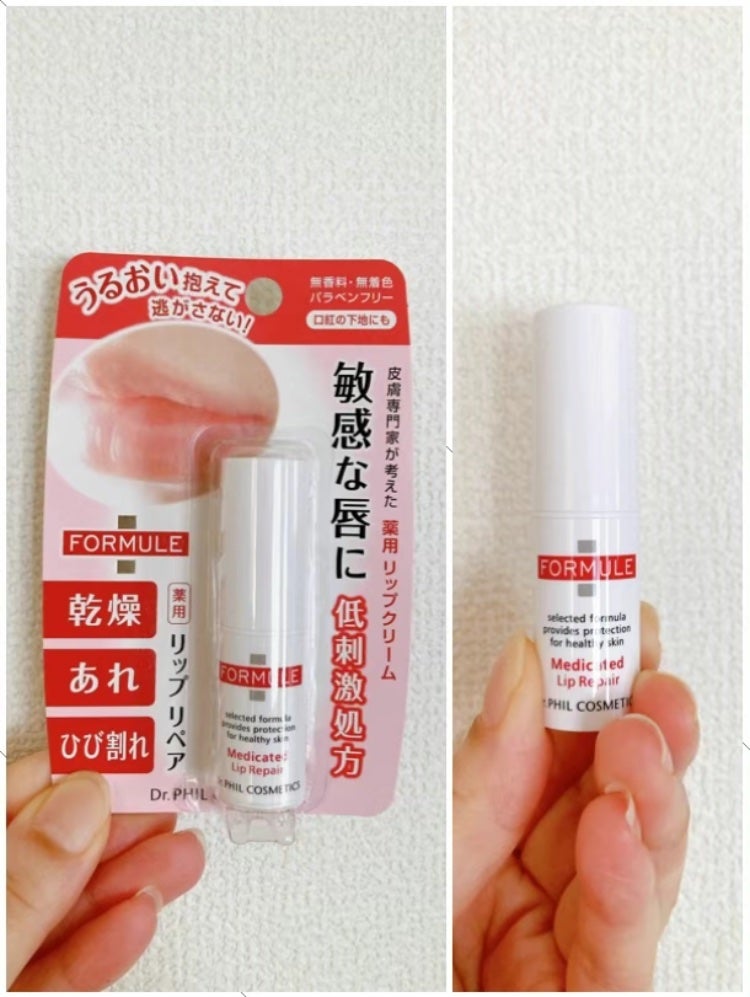 うるおい抱えて
逃がさない!
無香料・無着色
パラベンフリー
口紅の下地にも
皮膚専門家が考えた 薬用 リップクリーム
敏感な唇に 低刺激処方
FORMULE
薬用
リップ リペア
乾燥
あれ
ひび割れ
Dr.PHIL
FORMULE
selected formula
provides protection
for healthy skin
Medicated
Lip Repair
PHIL COSMETICS
FORMULE
selected formula
provides protection
for healthy skin
Medicated
Lip Repair
PHIL COSMETIC